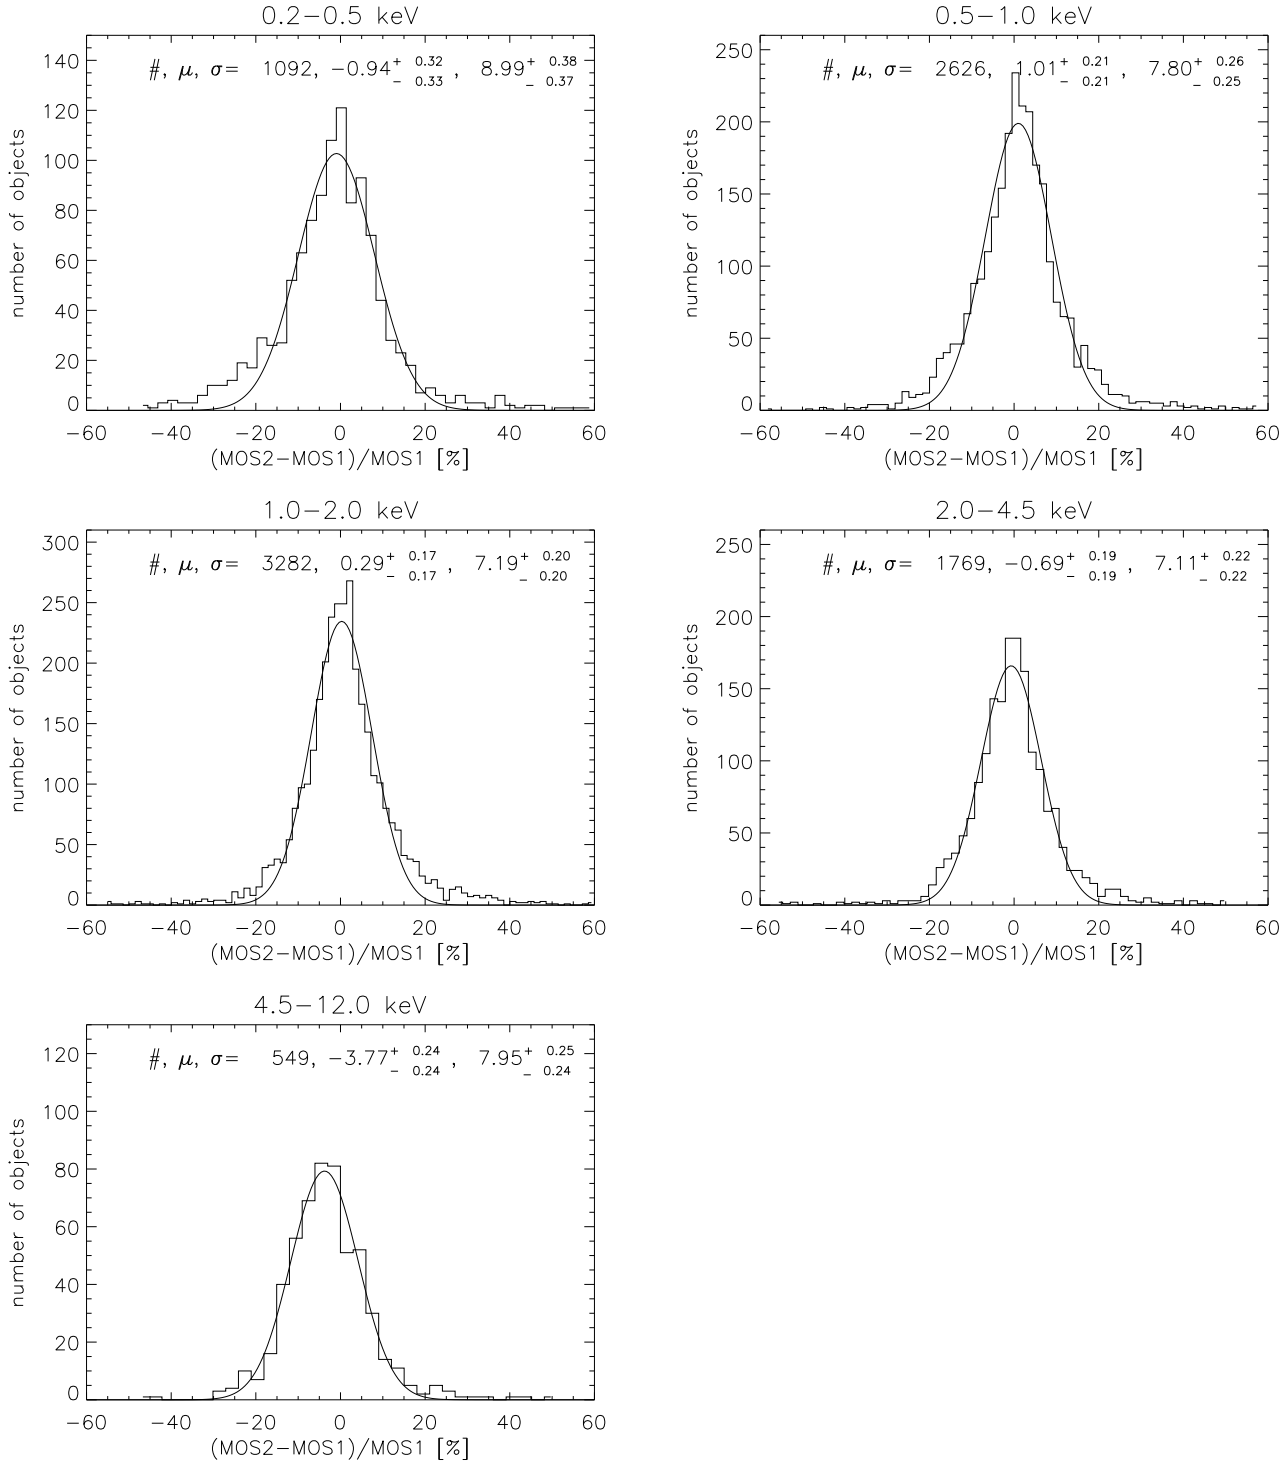 0.2−0.5 keV
#, μ, σ= 1092, −0.94 + 0.32 − 0.33 , 8.99 + 0.38 − 0.37
140
120
100
80
60
40
20
0
number of objects
−60 −40 −20 0 20 40 60
(MOS2−MOS1)/MOS1 [%]
0.5−1.0 keV
#, μ, σ= 2626, 1.01 + 0.21 − 0.21 , 7.80 + 0.26 − 0.25
250
200
150
100
50
0
number of objects
−60 −40 −20 0 20 40 60
(MOS2−MOS1)/MOS1 [%]
1.0−2.0 keV
#, μ, σ= 3282, 0.29 + 0.17 − 0.17 , 7.19 + 0.20 − 0.20
300
250
200
150
100
50
0
number of objects
−60 −40 −20 0 20 40 60
(MOS2−MOS1)/MOS1 [%]
2.0−4.5 keV
#, μ, σ= 1769, −0.69 + 0.19 − 0.19 , 7.11 + 0.22 − 0.22
250
200
150
100
50
0
number of objects
−60 −40 −20 0 20 40 60
(MOS2−MOS1)/MOS1 [%]
4.5−12.0 keV
#, μ, σ= 549, −3.77 + 0.24 − 0.24 , 7.95 + 0.25 − 0.24
120
100
80
60
40
20
0
number of objects
−60 −40 −20 0 20 40 60
(MOS2−MOS1)/MOS1 [%]